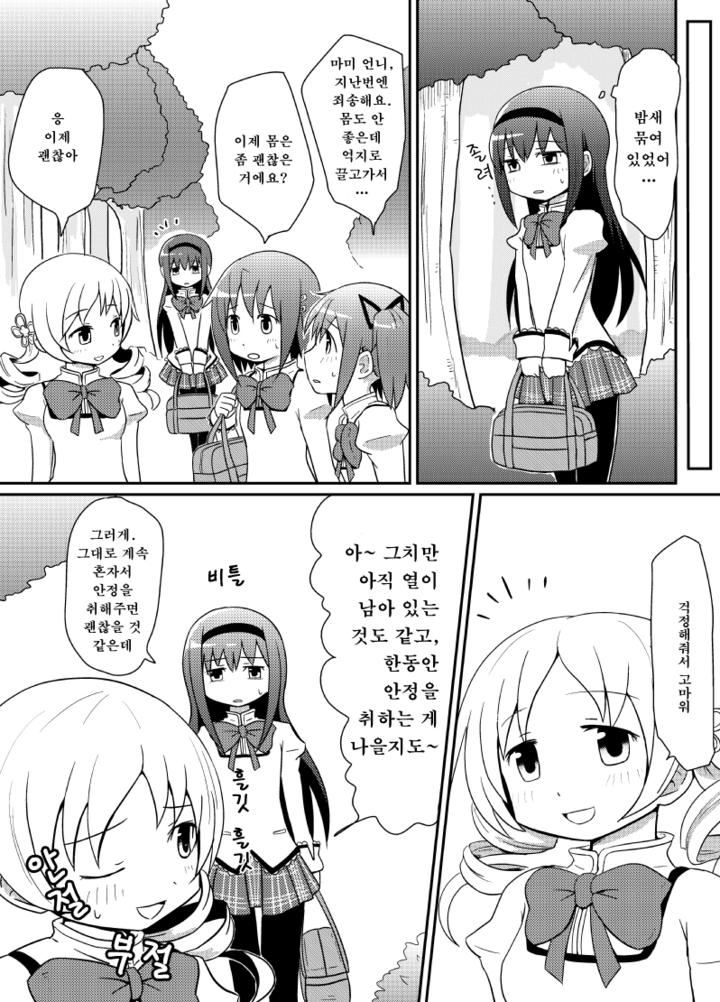 밤새
묶여
있었어
…
졸
려
마미 언니,
지난번엔
죄송해요.
몸도 안
좋은데
억지로
끌고가서
…
이제 몸은
좀 괜찮은
거에요?
응
이제
괜찮아
걱정해줘서 고마워
아~ 그치만
아직 열이
남아 있는
것도 같고,
한동안
안정을
취하는 게
나을지도~
비틀
흘깃
흘깃
그러게.
그대로 계속
혼자서
안정을
취해주면
괜찮을 것
같은데
안절
부절